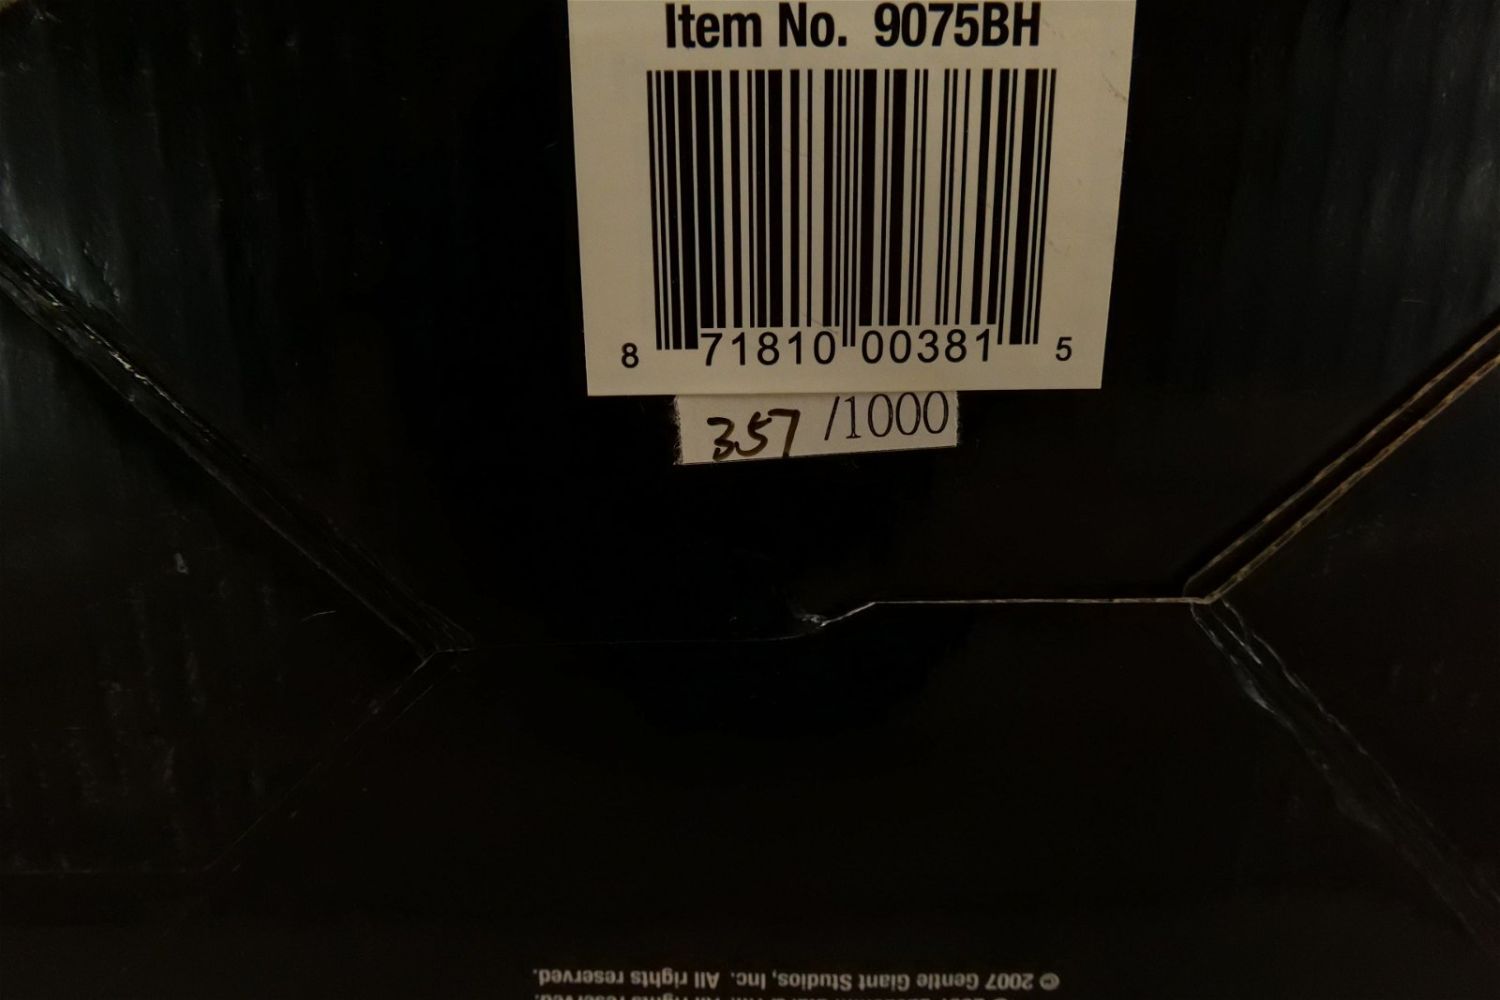 Item No. 9075BH
8 71810 00381 5
357 /1000
© 2007 Gentle Giant Studios, Inc. All rights reserved.